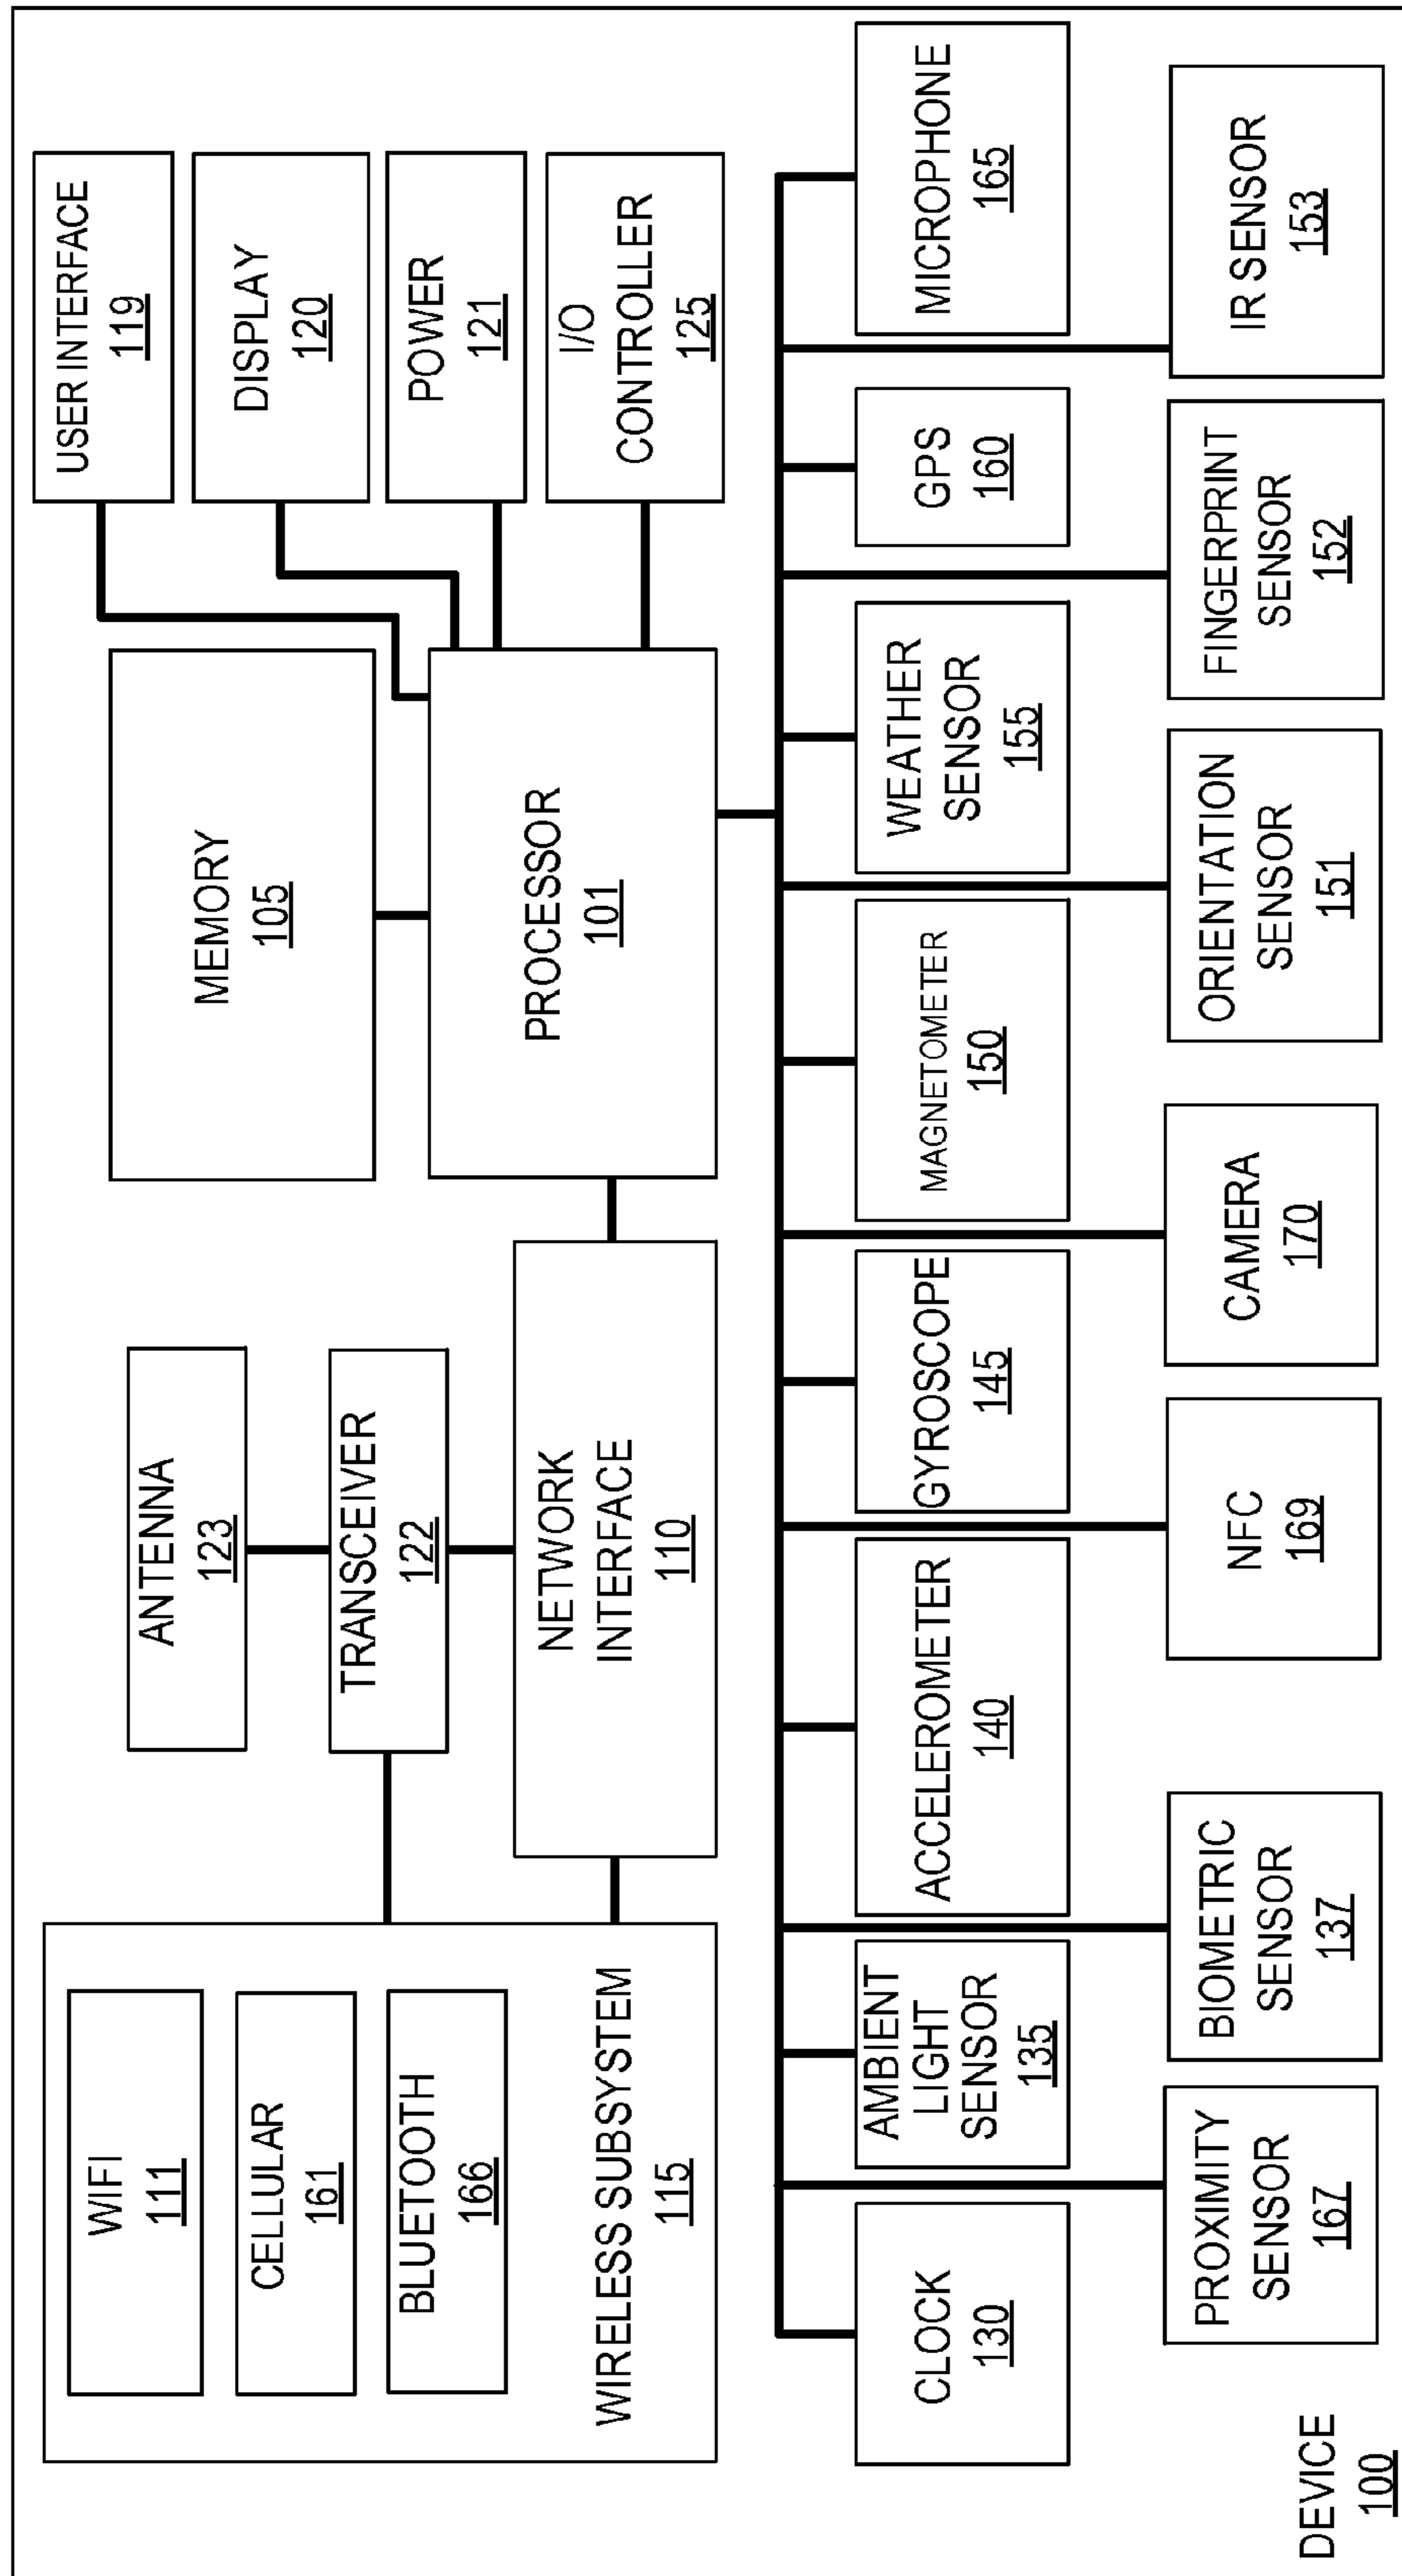 WIFI
111
CELLULAR
161
BLUETOOTH
166
WIRELESS SUBSYSTEM
115
ANTENNA
123
TRANSCEIVER
122
NETWORK
INTERFACE
110
MEMORY
105
PROCESSOR
101
USER INTERFACE
119
DISPLAY
120
POWER
121
I/O
CONTROLLER
125
CLOCK
130
AMBIENT
LIGHT
SENSOR
135
ACCELEROMETER
140
GYROSCOPE
145
MAGNETOMETER
150
WEATHER
SENSOR
155
GPS
160
MICROPHONE
165
PROXIMITY
SENSOR
167
BIOMETRIC
SENSOR
137
NFC
169
CAMERA
170
ORIENTATION
SENSOR
151
FINGERPRINT
SENSOR
152
IR SENSOR
153
DEVICE
100